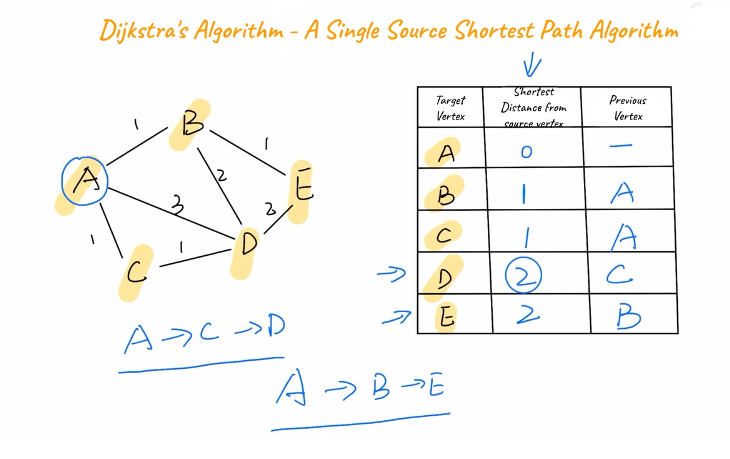 Dijkstra's Algorithm - A Single Source Shortest Path Algorithm
Target Vertex
Shortest Distance from source vertex
Previous Vertex
A 0 —
B 1 A
C 1 A
D 2 C
E 2 B
1
B
1
A
2
E
3
2
1
1
D
C
A → C → D
A → B → E